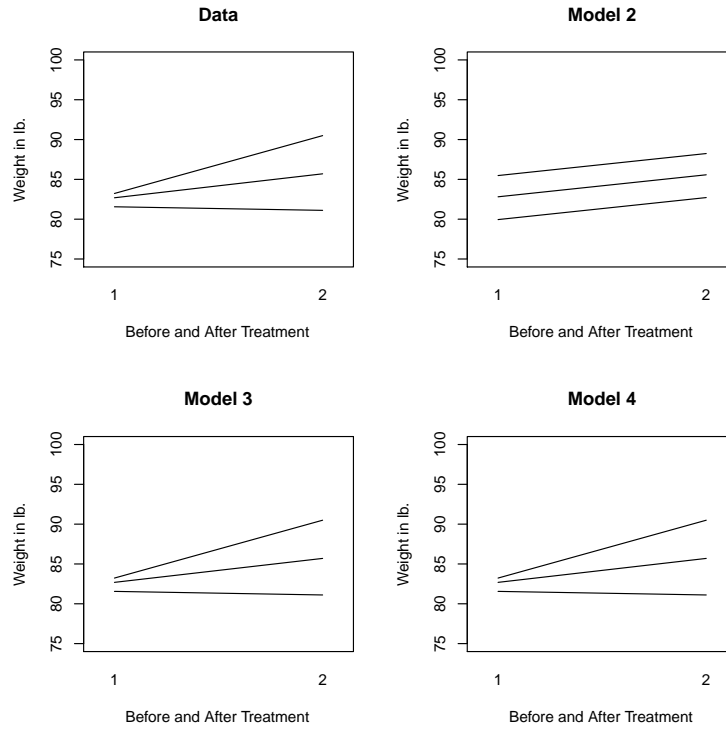 Data
Weight in lb.
100
95
90
85
80
75
1 2
Before and After Treatment
Model 2
Weight in lb.
100
95
90
85
80
75
1 2
Before and After Treatment
Model 3
Weight in lb.
100
95
90
85
80
75
1 2
Before and After Treatment
Model 4
Weight in lb.
100
95
90
85
80
75
1 2
Before and After Treatment